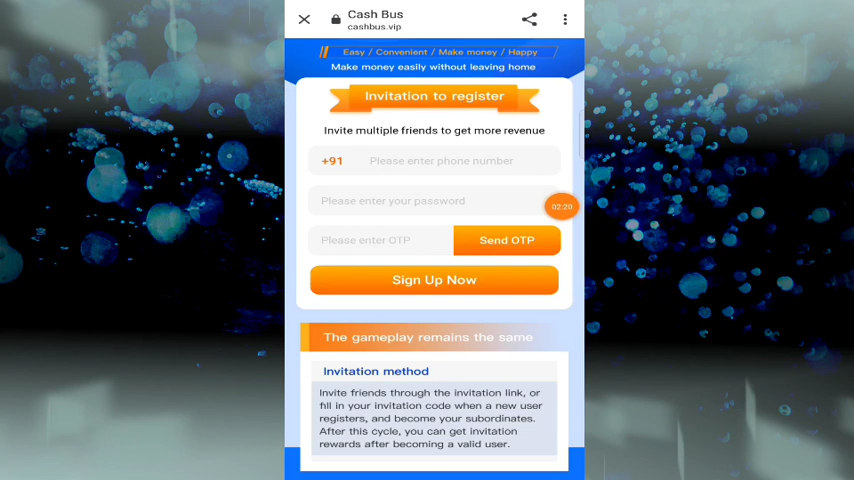 Cash Bus
cashbus.vip
Easy / Convenient / Make money / Happy
Make money easily without leaving home
Invitation to register
Invite multiple friends to get more revenue
+91 Please enter phone number
Please enter your password
02:20
Please enter OTP Send OTP
Sign Up Now
The gameplay remains the same
Invitation method
Invite friends through the invitation link, or
fill in your invitation code when a new user
registers, and become your subordinates.
After this cycle, you can get invitation
rewards after becoming a valid user.